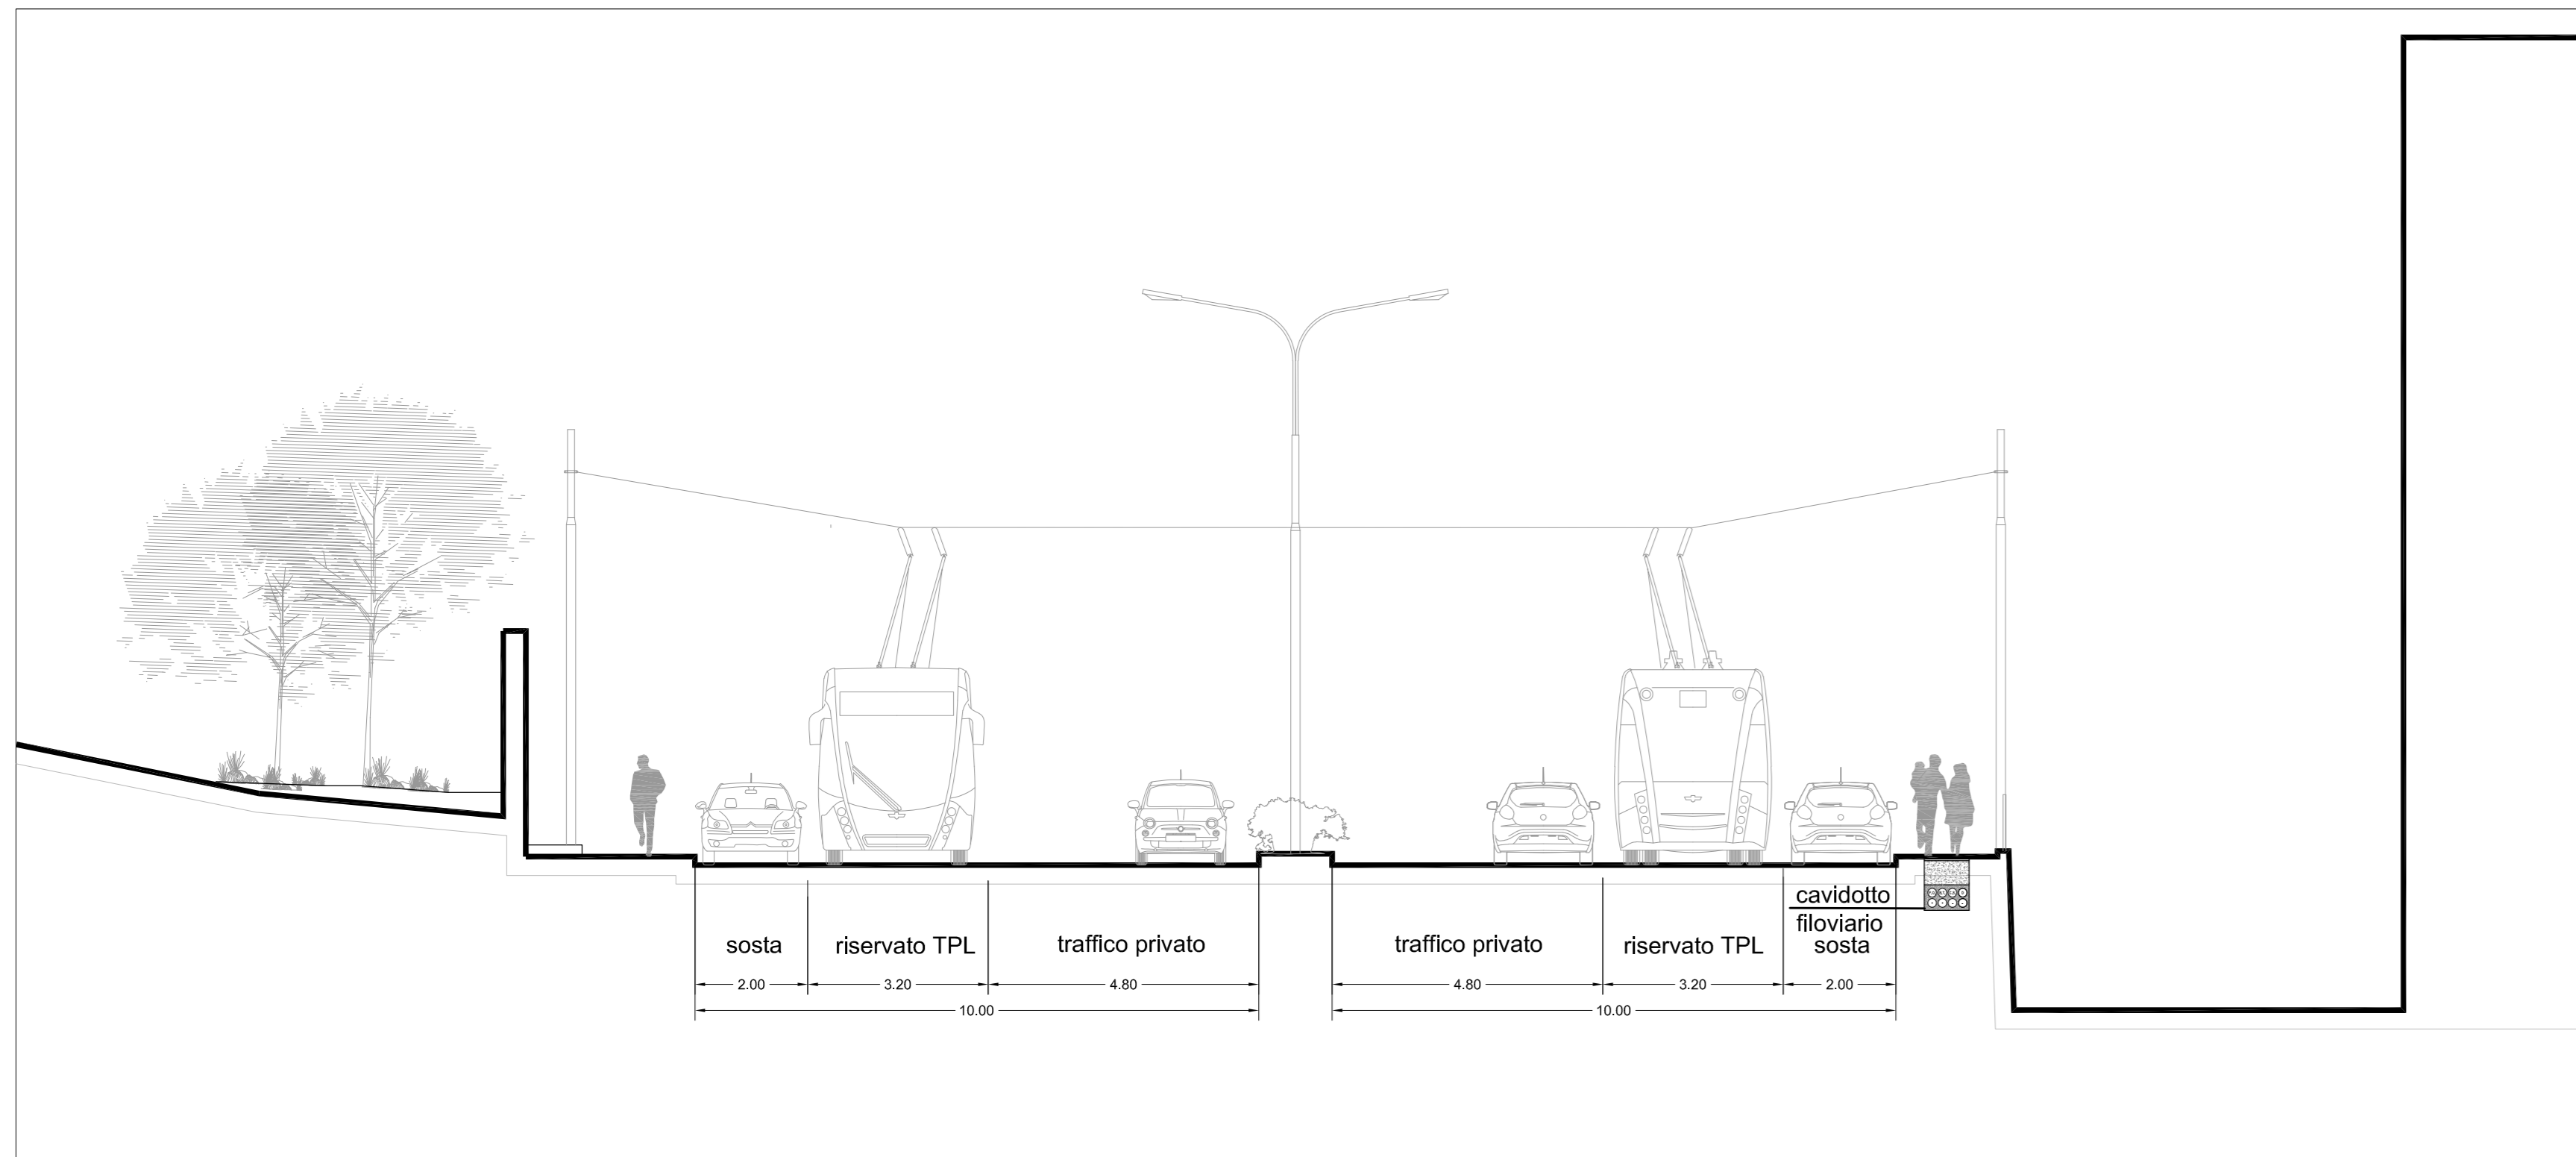 cavidotto
filoviario
sosta riservato TPL traffico privato traffico privato riservato TPL sosta
2.00 3.20 4.80 4.80 3.20 2.00
10.00 10.00